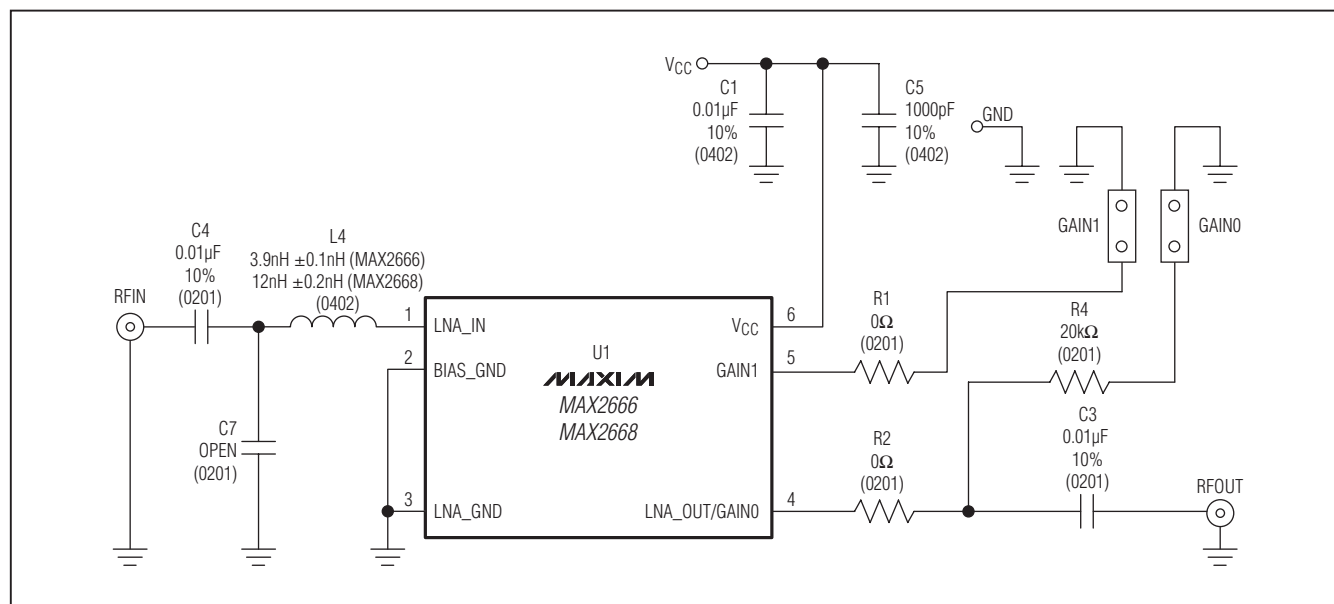 VCC
C1
0.01µF
10%
(0402)
C5
1000pF
10%
(0402)
GND
GAIN1
GAIN0
C4
0.01µF
10%
(0201)
L4
3.9nH ±0.1nH (MAX2666)
12nH ±0.2nH (MAX2668)
(0402)
RFIN
C7
OPEN
(0201)
1
LNA_IN
2
BIAS_GND
3
LNA_GND
U1
MAXIM
MAX2666
MAX2668
6
VCC
5
GAIN1
4
LNA_OUT/GAIN0
R1
0Ω
(0201)
R4
20kΩ
(0201)
R2
0Ω
(0201)
C3
0.01µF
10%
(0201)
RFOUT